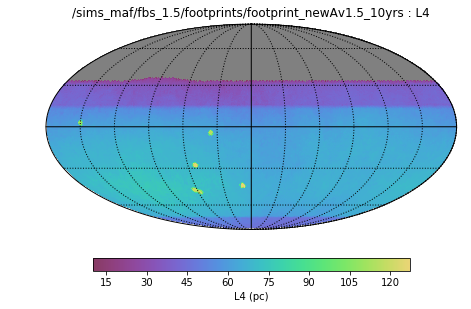 /sims_maf/fbs_1.5/footprints/footprint_newAv1.5_10yrs : L4
15 30 45 60 75 90 105 120
L4 (pc)